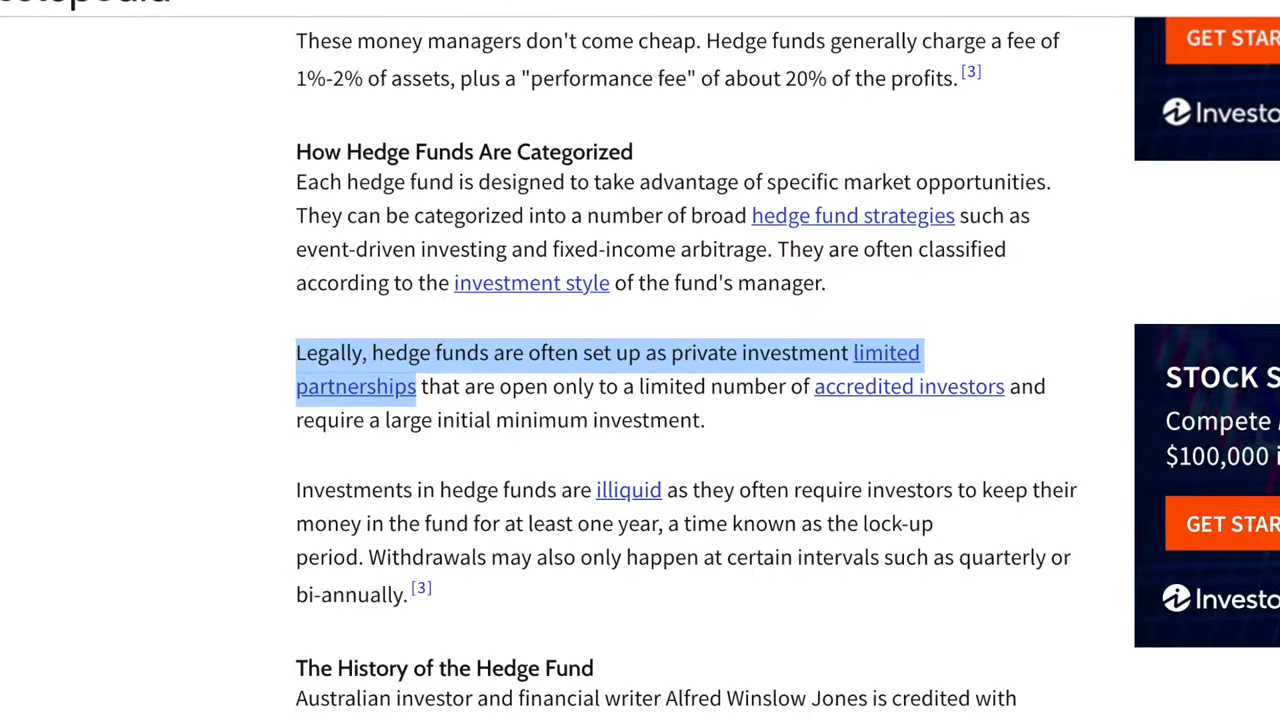 These money managers don't come cheap. Hedge funds generally charge a fee of
1%-2% of assets, plus a "performance fee" of about 20% of the profits. [3]
How Hedge Funds Are Categorized
Each hedge fund is designed to take advantage of specific market opportunities.
They can be categorized into a number of broad hedge fund strategies such as
event-driven investing and fixed-income arbitrage. They are often classified
according to the investment style of the fund's manager.
Legally, hedge funds are often set up as private investment limited
partnerships that are open only to a limited number of accredited investors and
require a large initial minimum investment.
Investments in hedge funds are illiquid as they often require investors to keep their
money in the fund for at least one year, a time known as the lock-up
period. Withdrawals may also only happen at certain intervals such as quarterly or
bi-annually. [3]
The History of the Hedge Fund
Australian investor and financial writer Alfred Winslow Jones is credited with
GET STAR
Investo
STOCK S
Compete
$100,000 i
GET STAR
Investo